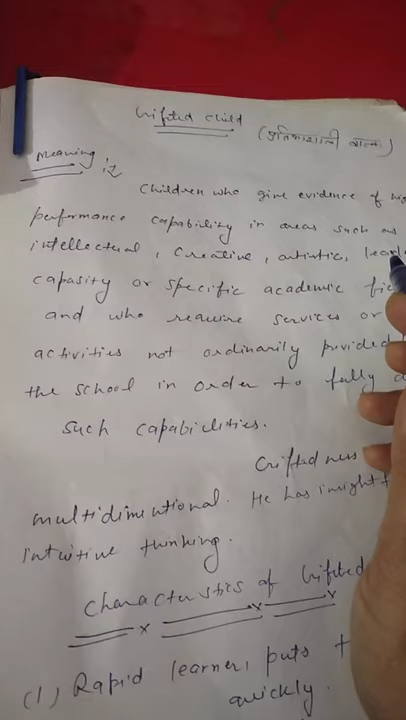 Gifted Child
(प्रतिभाशाली बालक)
Meaning :-
Children who give evidence of
performance capability in areas such as
intellectual, creative, artistic,
capasity or specific academic
and who require services or
activities not ordinarily provided
the school in order to fully
such capabiclities.
Giftedness
multidimentional. He has insight
intuitive thinking.
Characteristics of Gifted
(1) Rapid learner, puts
quickly.